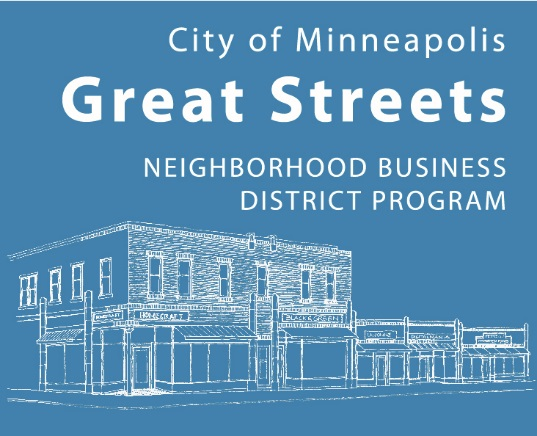 City of Minneapolis
Great Streets
NEIGHBORHOOD BUSINESS
DISTRICT PROGRAM